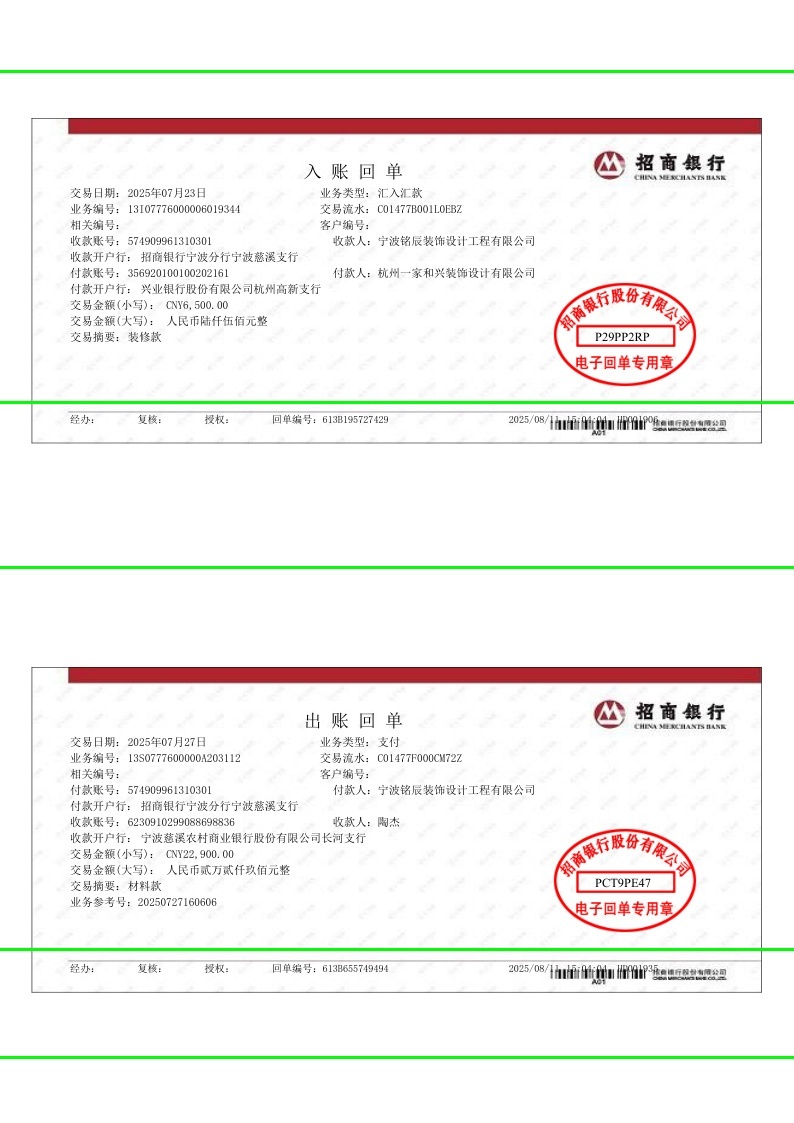 招商银行
CHINA MERCHANTS BANK
入账回单
交易日期：2025年07月23日 业务类型：汇入汇款
业务编号：13107776000006019344 交易流水：C01477B001L0EBZ
相关编号： 客户编号：
收款账号：574909961310301 收款人：宁波铭辰装饰设计工程有限公司
收款开户行：招商银行宁波分行宁波慈溪支行
付款账号：356920100100202161 付款人：杭州一家和兴装饰设计有限公司
付款开户行：兴业银行股份有限公司杭州高新支行
交易金额(小写)：CNY6,500.00
交易金额(大写)：人民币陆仟伍佰元整
交易摘要：装修款
招商银行股份有限公司
P29PP2RP
电子回单专用章
经办： 复核： 授权： 回单编号：613B195727429 2025/08/11 15:04:04 HD001906
招商银行股份有限公司
CHINA MERCHANTS BANK CO.,LTD.
A01
招商银行
CHINA MERCHANTS BANK
出账回单
交易日期：2025年07月27日 业务类型：支付
业务编号：13S0777600000A203112 交易流水：C01477F000CM72Z
相关编号： 客户编号：
付款账号：574909961310301 付款人：宁波铭辰装饰设计工程有限公司
付款开户行：招商银行宁波分行宁波慈溪支行
收款账号：6230910299088698836 收款人：陶杰
收款开户行：宁波慈溪农村商业银行股份有限公司长河支行
交易金额(小写)：CNY22,900.00
交易金额(大写)：人民币贰万贰仟玖佰元整
交易摘要：材料款
业务参考号：20250727160606
招商银行股份有限公司
PCT9PE47
电子回单专用章
经办： 复核： 授权： 回单编号：613B655749494 2025/08/11 15:04:04 HD001935
招商银行股份有限公司
CHINA MERCHANTS BANK CO.,LTD.
A01